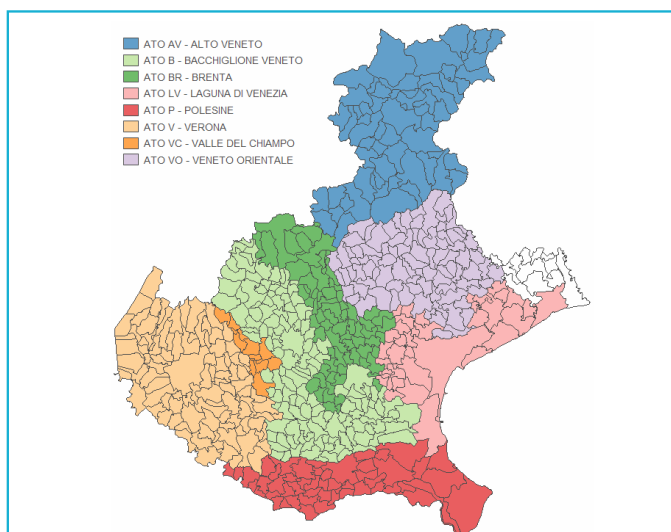 ATO AV - ALTO VENETO
ATO B - BACCHIGLIONE VENETO
ATO BR - BRENTA
ATO LV - LAGUNA DI VENEZIA
ATO P - POLESINE
ATO V - VERONA
ATO VC - VALLE DEL CHIAMPO
ATO VO - VENETO ORIENTALE